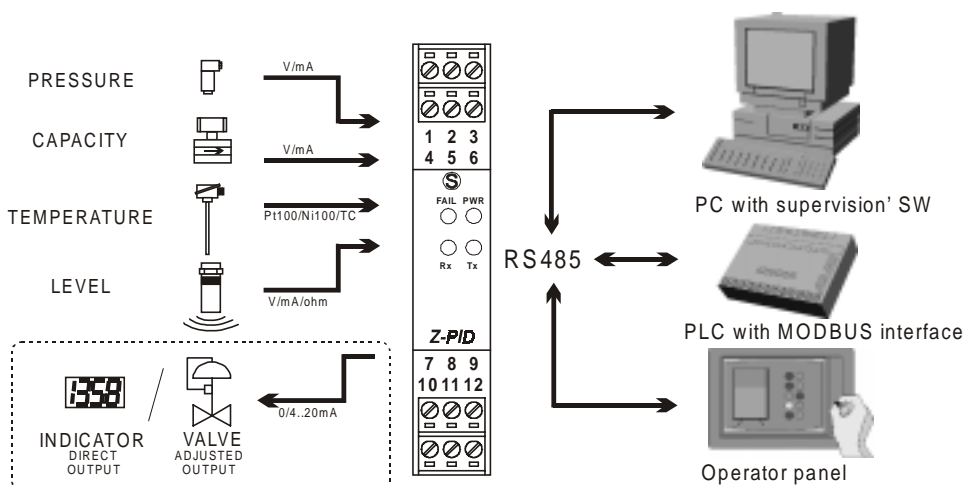 PRESSURE
V/mA
CAPACITY
V/mA
TEMPERATURE
Pt100/Ni100/TC
LEVEL
V/mA/ohm
1358
INDICATOR
DIRECT
OUTPUT
/
VALVE
ADJUSTED
OUTPUT
0/4..20mA
1 2 3
4 5 6
S
FAIL PWR
Rx Tx
Z-PID
7 8 9
10 11 12
RS485
PC with supervision' SW
PLC with MODBUS interface
Operator panel